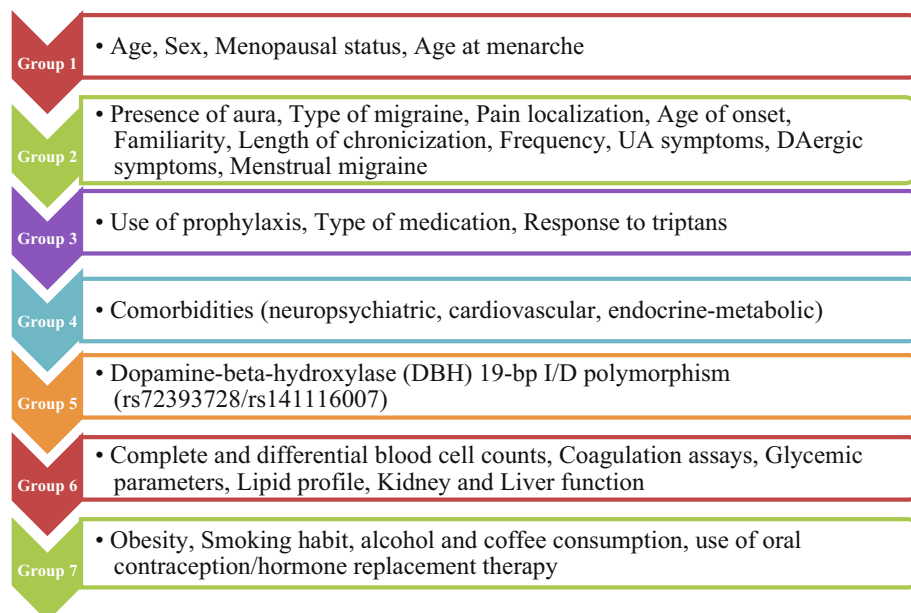 Group 1
• Age, Sex, Menopausal status, Age at menarche
Group 2
• Presence of aura, Type of migraine, Pain localization, Age of onset,
Familiarity, Length of chronicization, Frequency, UA symptoms, DAergic
symptoms, Menstrual migraine
Group 3
• Use of prophylaxis, Type of medication, Response to triptans
Group 4
• Comorbidities (neuropsychiatric, cardiovascular, endocrine-metabolic)
Group 5
• Dopamine-beta-hydroxylase (DBH) 19-bp I/D polymorphism
(rs72393728/rs141116007)
Group 6
• Complete and differential blood cell counts, Coagulation assays, Glycemic
parameters, Lipid profile, Kidney and Liver function
Group 7
• Obesity, Smoking habit, alcohol and coffee consumption, use of oral
contraception/hormone replacement therapy